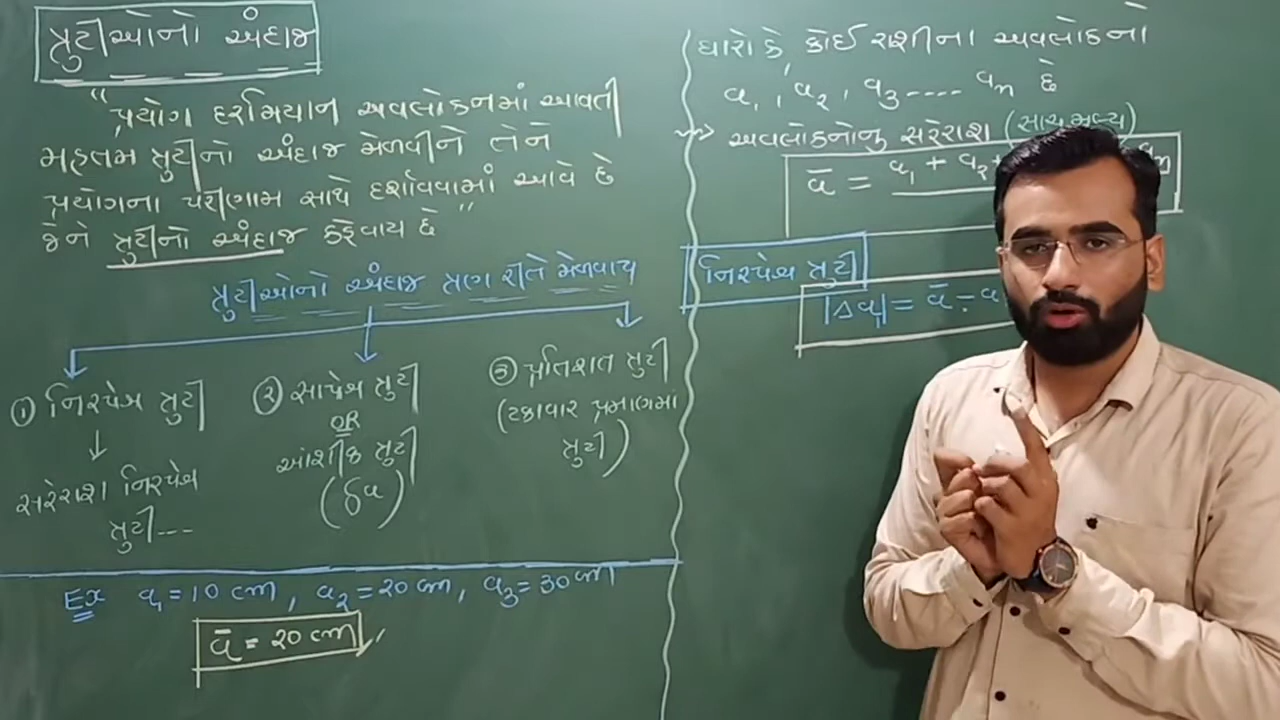 ત્રુટીઓનો અંદાજ
"પ્રયોગ દરમિયાન અવલોકનમાં આવતી
મહતમ ત્રુટીનો અંદાજ મેળવીને તેને
પ્રયોગના પરીણામ સાથે દર્શાવવામાં આવે છે
જેને ત્રુટીનો અંદાજ કહેવાય છે"
ત્રુટીઓનો અંદાજ ત્રણ રીતે મેળવાય
① નિરપેક્ષ ત્રુટી
↓
સરેરાશ નિરપેક્ષ
ત્રુટી---
② સાપેક્ષ ત્રુટી
OR
આંશીક ત્રુટી
(δa)
③ પ્રતિશત ત્રુટી
(ટકાવાર પ્રમાણમાં
ત્રુટી)
Ex a₁ = 10 cm, a₂ = 20 cm, a₃ = 30 cm
ā = 20 cm
ધારો કે, કોઈ રાશીના અવલોકનો
a₁, a₂, a₃ .... aₙ છે
અવલોકનોનુ સરેરાશ (સાચુ મૂલ્ય)
ā = a₁ + a₂ + aₙ
નિરપેક્ષ ત્રુટી
|Δa₁| = ā - a